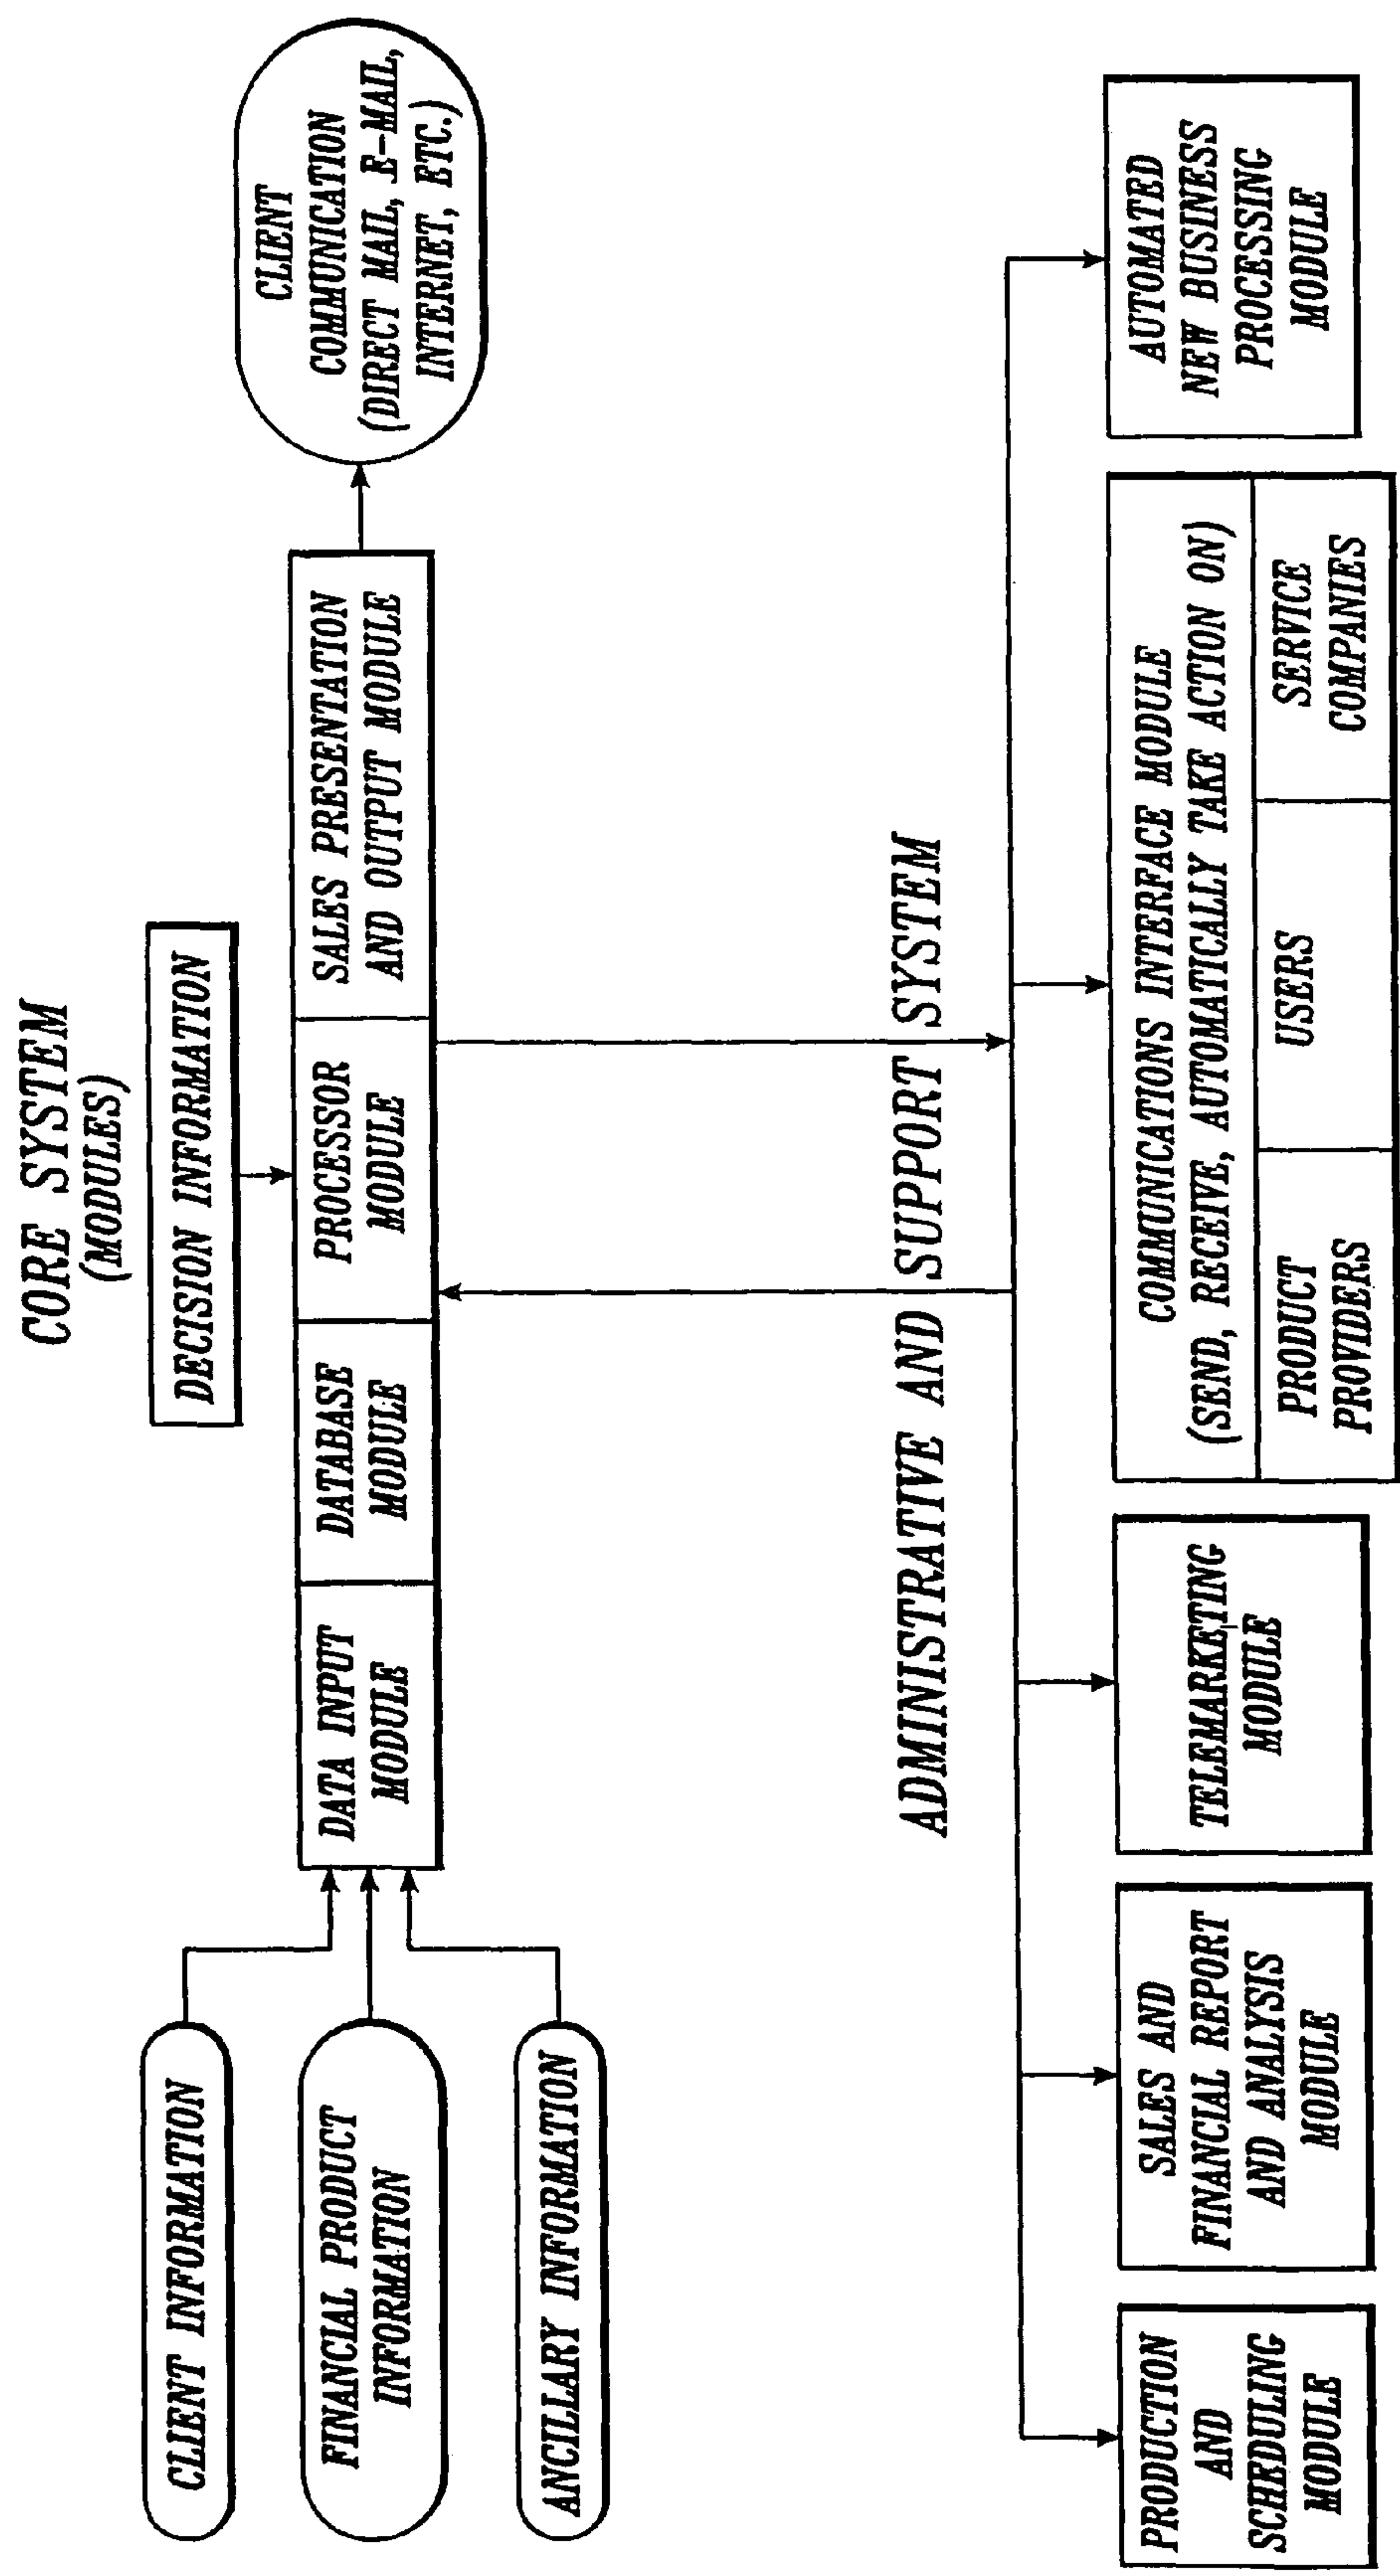 CORE SYSTEM
(MODULES)
DECISION INFORMATION
CLIENT INFORMATION
FINANCIAL PRODUCT
INFORMATION
ANCILLARY INFORMATION
DATA INPUT
MODULE
DATABASE
MODULE
PROCESSOR
MODULE
SALES PRESENTATION
AND OUTPUT MODULE
CLIENT
COMMUNICATION
(DIRECT MAIL, E-MAIL,
INTERNET, ETC.)
ADMINISTRATIVE AND SUPPORT SYSTEM
PRODUCTION
AND
SCHEDULING
MODULE
SALES AND
FINANCIAL REPORT
AND ANALYSIS
MODULE
TELEMARKETING
MODULE
COMMUNICATIONS INTERFACE MODULE
(SEND, RECEIVE, AUTOMATICALLY TAKE ACTION ON)
PRODUCT
PROVIDERS
USERS
SERVICE
COMPANIES
AUTOMATED
NEW BUSINESS
PROCESSING
MODULE